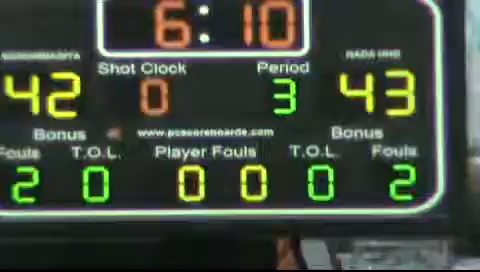 6:10
Shot Clock Period
42 0 3 43
Bonus www.pcscoreboards.com Bonus
Fouls T.O.L. Player Fouls T.O.L. Fouls
2 0 0 0 0 2